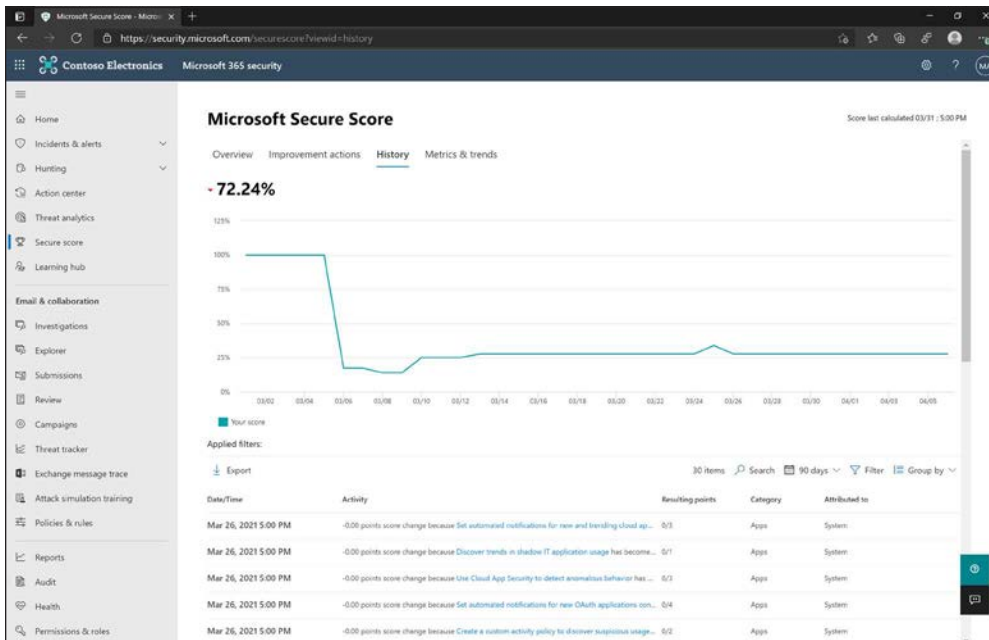 Microsoft Secure Score - Micro
https://security.microsoft.com/securescore?viewid=history
Contoso Electronics
Microsoft 365 security
?
MA
Home
Incidents & alerts
Hunting
Action center
Threat analytics
Secure score
Learning hub
Email & collaboration
Investigations
Explorer
Submissions
Review
Campaigns
Threat tracker
Exchange message trace
Attack simulation training
Policies & rules
Reports
Audit
Health
Permissions & roles
Microsoft Secure Score
Score last calculated 03/31 ; 5:00 PM
Overview Improvement actions History Metrics & trends
72.24%
125%
100%
75%
50%
25%
0%
03/02 03/04 03/06 03/08 03/10 03/12 03/14 03/16 03/18 03/20 03/22 03/24 03/26 03/28 03/30 04/01 04/03 04/05
Your score
Applied filters:
Export
30 items Search 90 days Filter Group by
Date/Time Activity Resulting points Category Attributed to
Mar 26, 2021 5:00 PM -0.00 points score change because Set automated notifications for new and trending cloud ap... 0/3 Apps System
Mar 26, 2021 5:00 PM -0.00 points score change because Discover trends in shadow IT application usage has become... 0/1 Apps System
Mar 26, 2021 5:00 PM -0.00 points score change because Use Cloud App Security to detect anomalous behavior has ... 0/3 Apps System
Mar 26, 2021 5:00 PM -0.00 points score change because Set automated notifications for new OAuth applications con... 0/4 Apps System
Mar 26, 2021 5:00 PM -0.00 points score change because Create a custom activity policy to discover suspicious usage... 0/2 Apps System